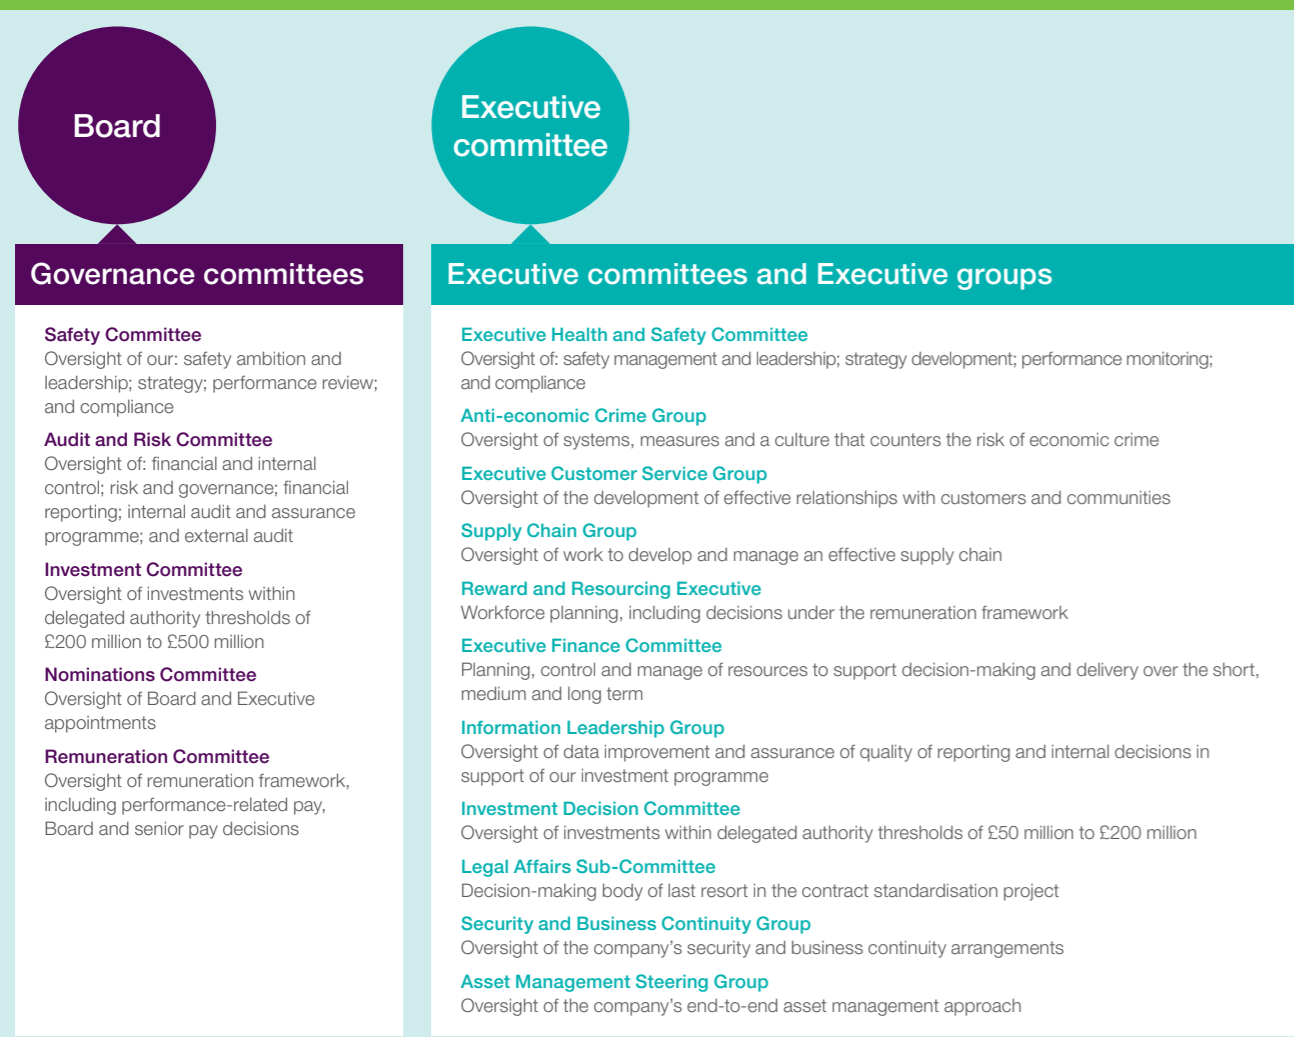 Board
Governance committees
Safety Committee
Oversight of our: safety ambition and
leadership; strategy; performance review;
and compliance
Audit and Risk Committee
Oversight of: financial and internal
control; risk and governance; financial
reporting; internal audit and assurance
programme; and external audit
Investment Committee
Oversight of investments within
delegated authority thresholds of
£200 million to £500 million
Nominations Committee
Oversight of Board and Executive
appointments
Remuneration Committee
Oversight of remuneration framework,
including performance-related pay,
Board and senior pay decisions
Executive
committee
Executive committees and Executive groups
Executive Health and Safety Committee
Oversight of: safety management and leadership; strategy development; performance monitoring;
and compliance
Anti-economic Crime Group
Oversight of systems, measures and a culture that counters the risk of economic crime
Executive Customer Service Group
Oversight of the development of effective relationships with customers and communities
Supply Chain Group
Oversight of work to develop and manage an effective supply chain
Reward and Resourcing Executive
Workforce planning, including decisions under the remuneration framework
Executive Finance Committee
Planning, control and manage of resources to support decision-making and delivery over the short,
medium and long term
Information Leadership Group
Oversight of data improvement and assurance of quality of reporting and internal decisions in
support of our investment programme
Investment Decision Committee
Oversight of investments within delegated authority thresholds of £50 million to £200 million
Legal Affairs Sub-Committee
Decision-making body of last resort in the contract standardisation project
Security and Business Continuity Group
Oversight of the company's security and business continuity arrangements
Asset Management Steering Group
Oversight of the company's end-to-end asset management approach